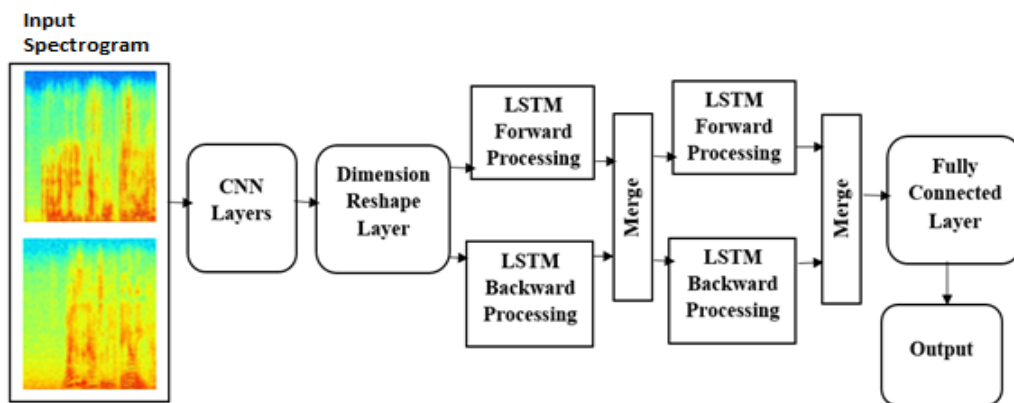 Input
Spectrogram
CNN
Layers
Dimension
Reshape
Layer
LSTM
Forward
Processing
LSTM
Backward
Processing
Merge
LSTM
Forward
Processing
LSTM
Backward
Processing
Merge
Fully
Connected
Layer
Output